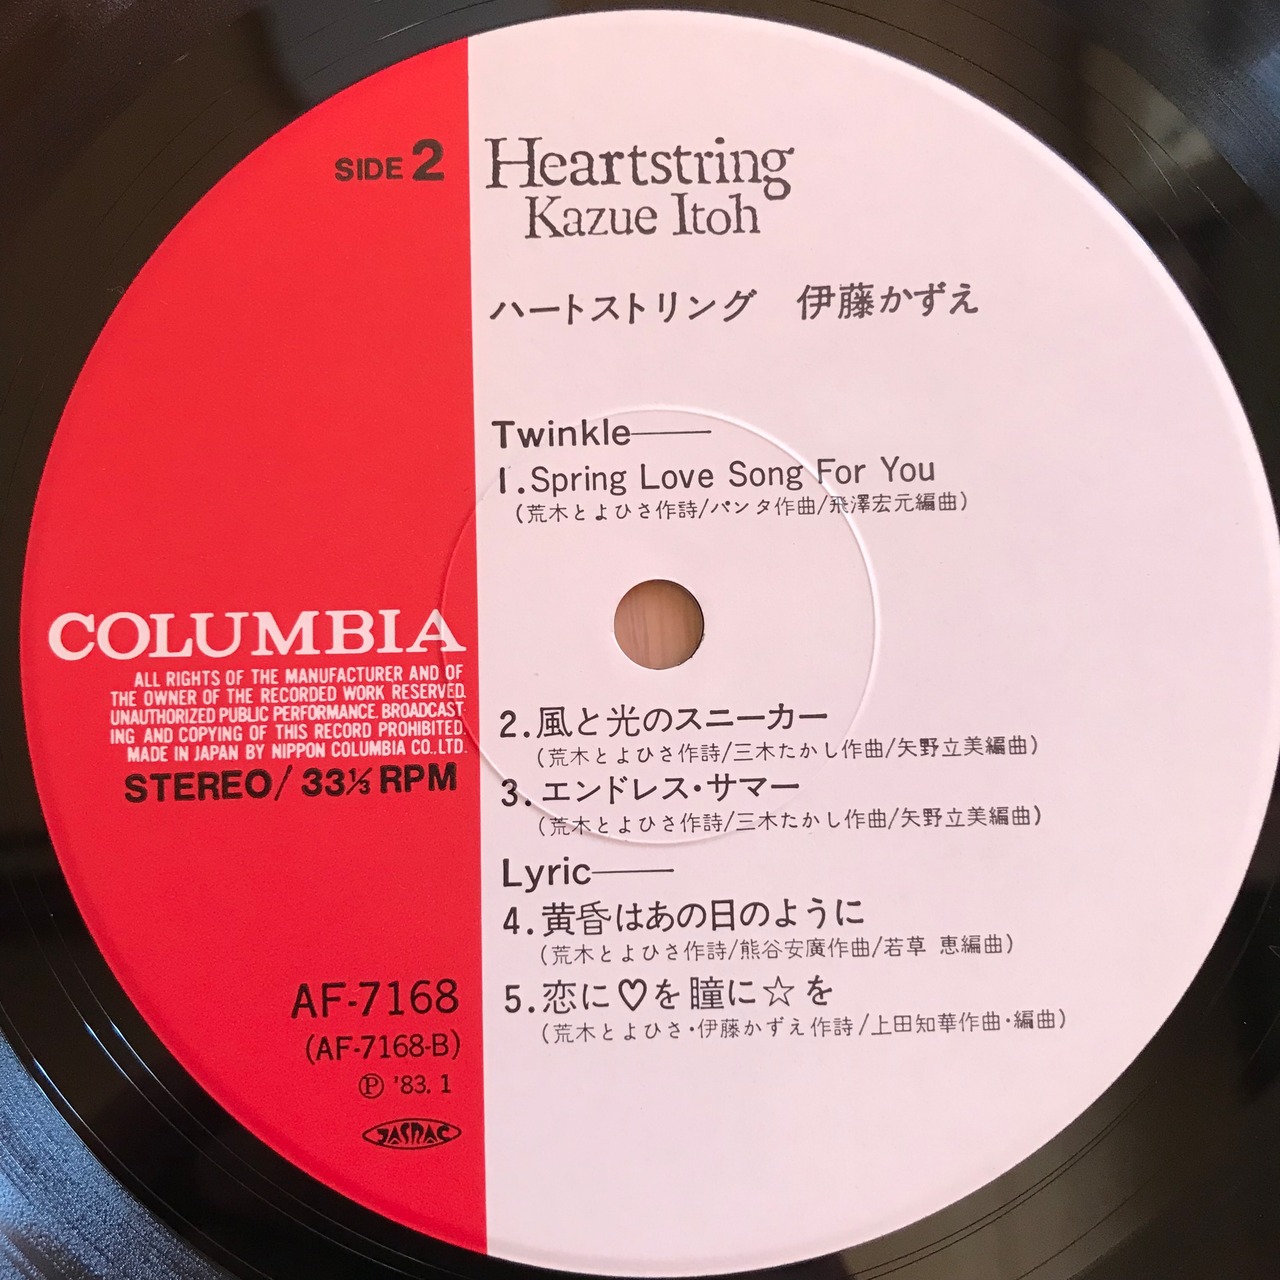 SIDE 2
Heartstring
Kazue Itoh
ハートストリング 伊藤かずえ
Twinkle——
1.Spring Love Song For You
(荒木とよひさ作詩/パンタ作曲/飛澤宏元編曲)
COLUMBIA
ALL RIGHTS OF THE MANUFACTURER AND OF
THE OWNER OF THE RECORDED WORK RESERVED.
UNAUTHORIZED PUBLIC PERFORMANCE. BROADCAST-
ING AND COPYING OF THIS RECORD PROHIBITED.
MADE IN JAPAN BY NIPPON COLUMBIA CO.,LTD.
STEREO/ 33⅓ RPM
2.風と光のスニーカー
(荒木とよひさ作詩/三木たかし作曲/矢野立美編曲)
3.エンドレス・サマー
(荒木とよひさ作詩/三木たかし作曲/矢野立美編曲)
Lyric——
4.黄昏はあの日のように
(荒木とよひさ作詩/熊谷安廣作曲/若草 恵編曲)
5.恋に♡を瞳に☆を
(荒木とよひさ・伊藤かずえ作詩/上田知華作曲・編曲)
AF-7168
(AF-7168-B)
Ⓟ '83. 1
JASRAC